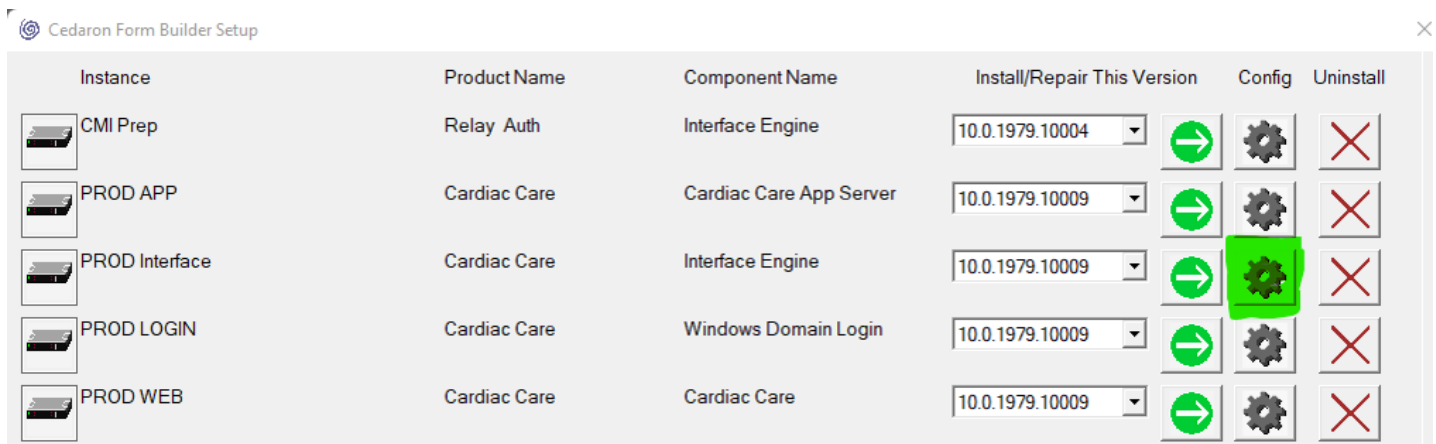 Cedaron Form Builder Setup
Instance Product Name Component Name Install/Repair This Version Config Uninstall
CMI Prep Relay Auth Interface Engine 10.0.1979.10004
PROD APP Cardiac Care Cardiac Care App Server 10.0.1979.10009
PROD Interface Cardiac Care Interface Engine 10.0.1979.10009
PROD LOGIN Cardiac Care Windows Domain Login 10.0.1979.10009
PROD WEB Cardiac Care Cardiac Care 10.0.1979.10009